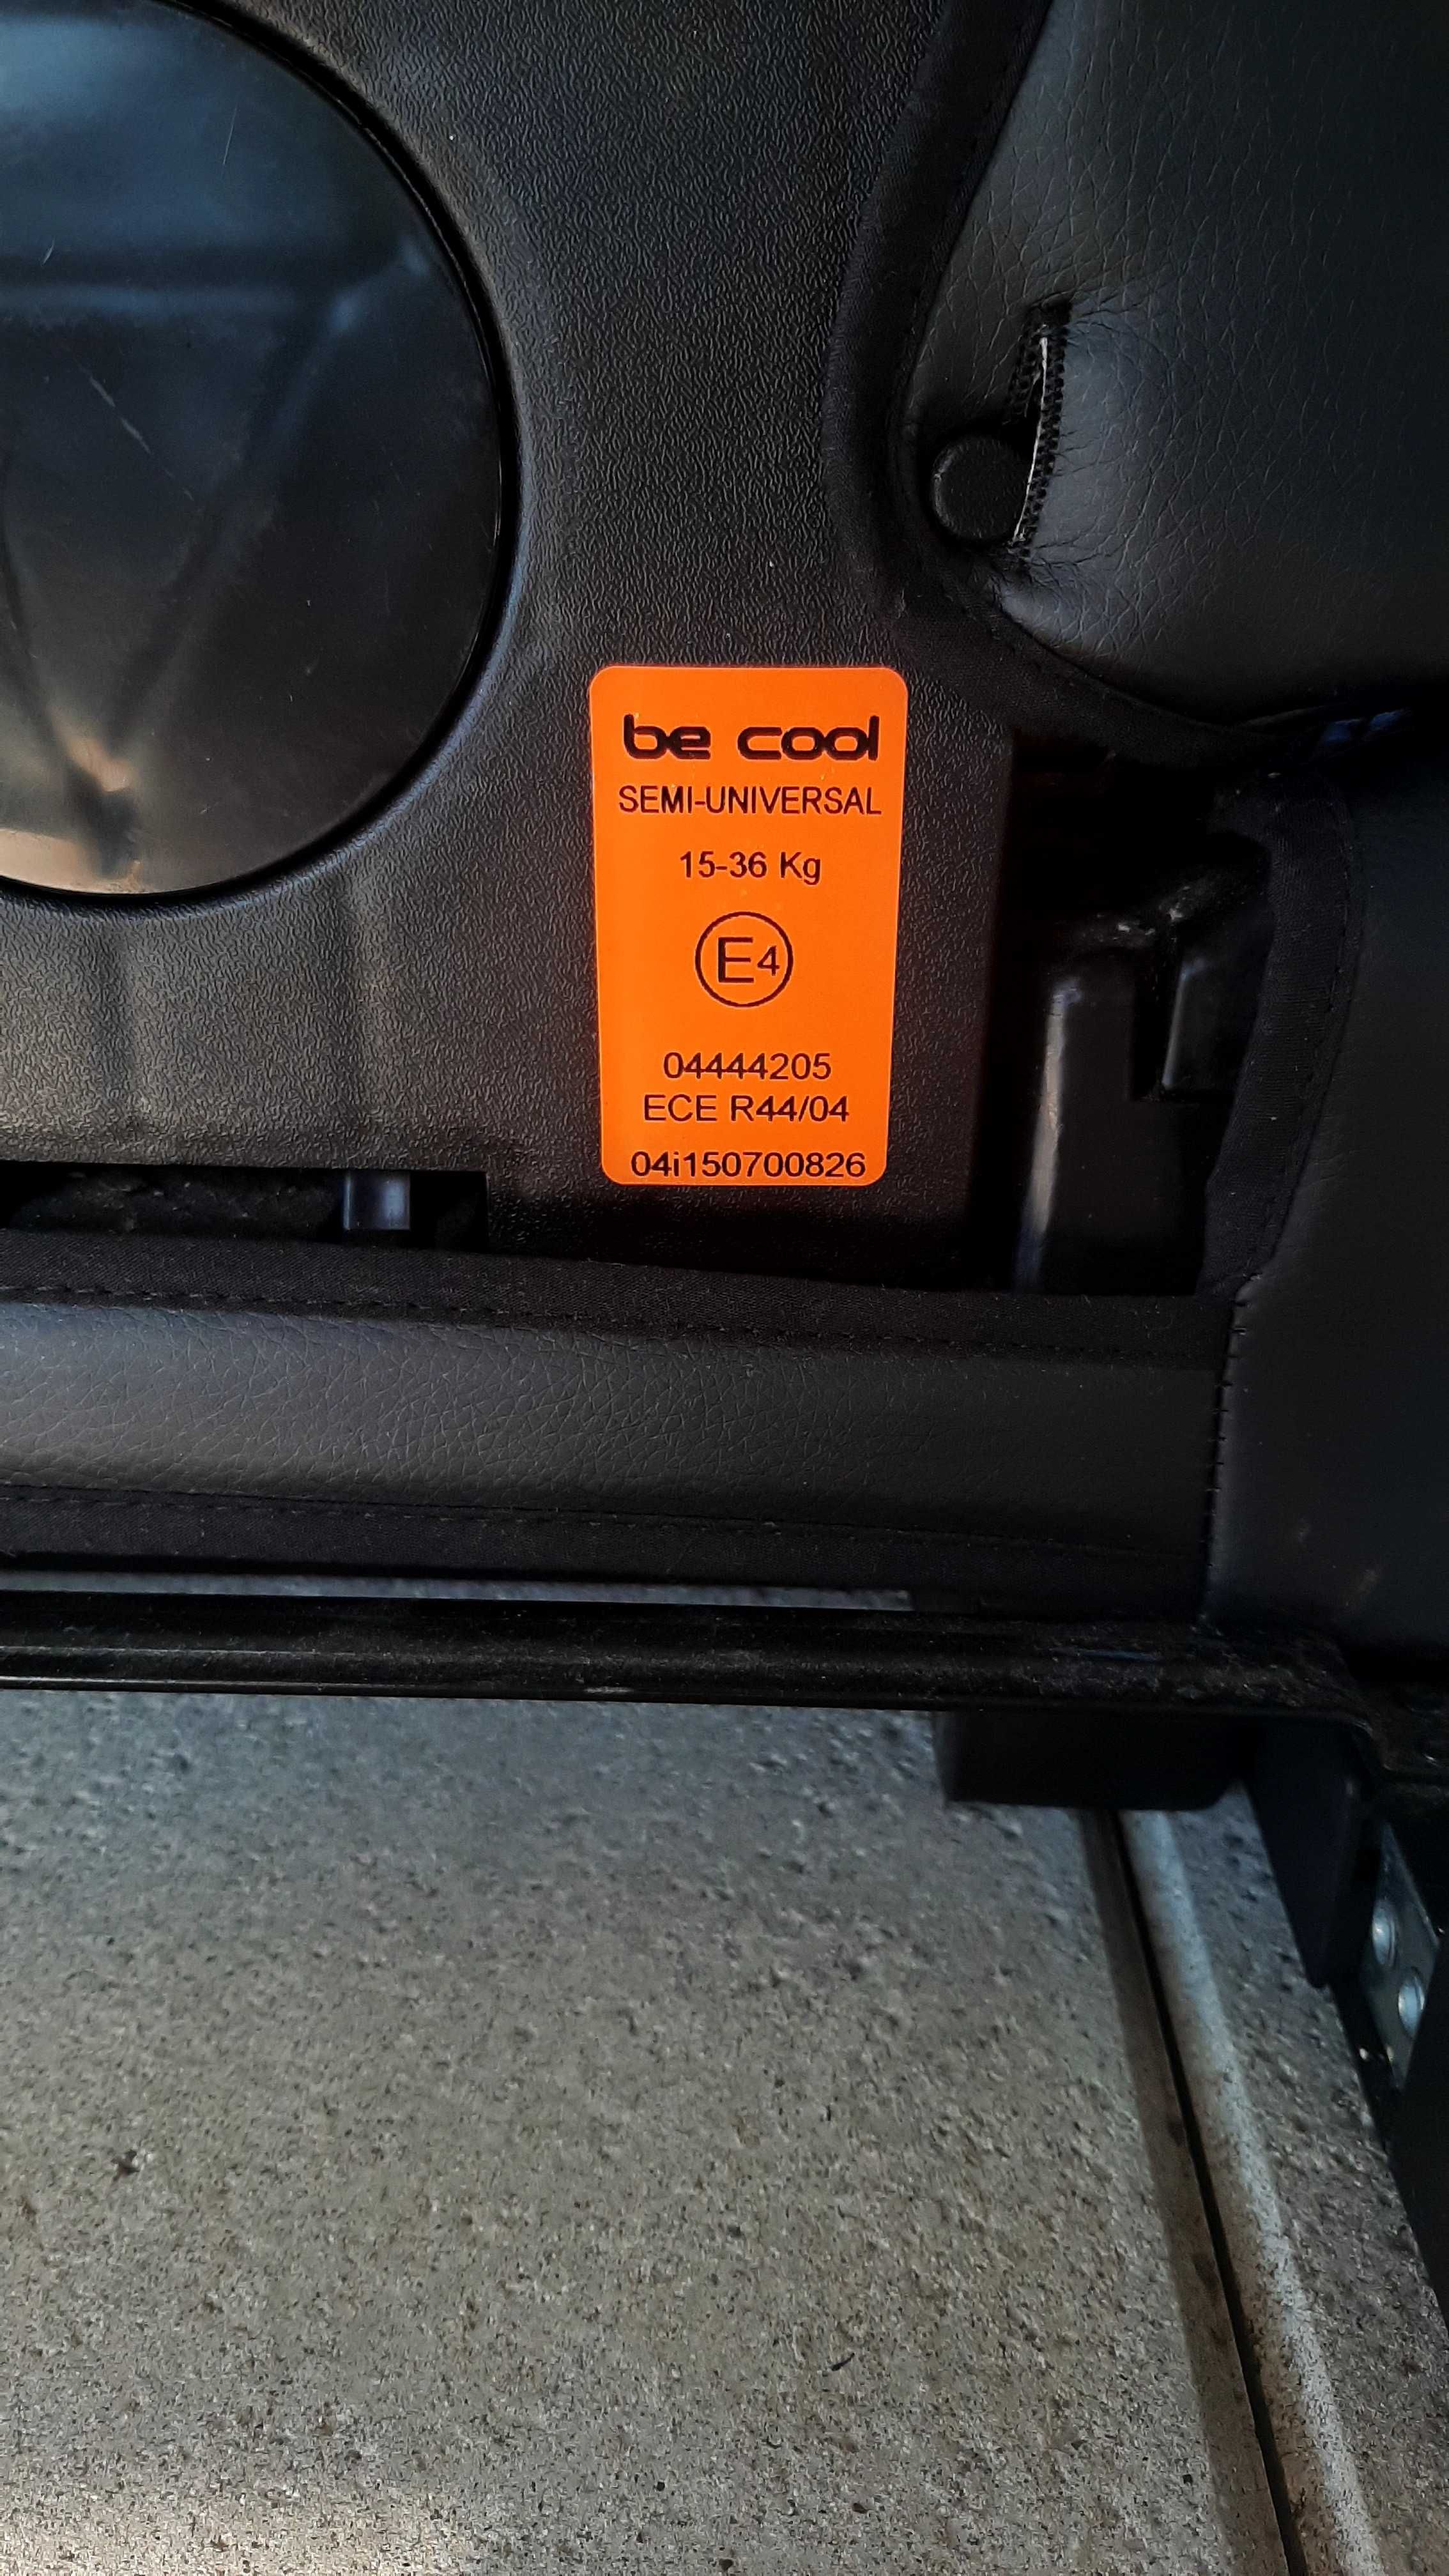 be cool
SEMI-UNIVERSAL
15-36 Kg
E4
04444205
ECE R44/04
04i150700826